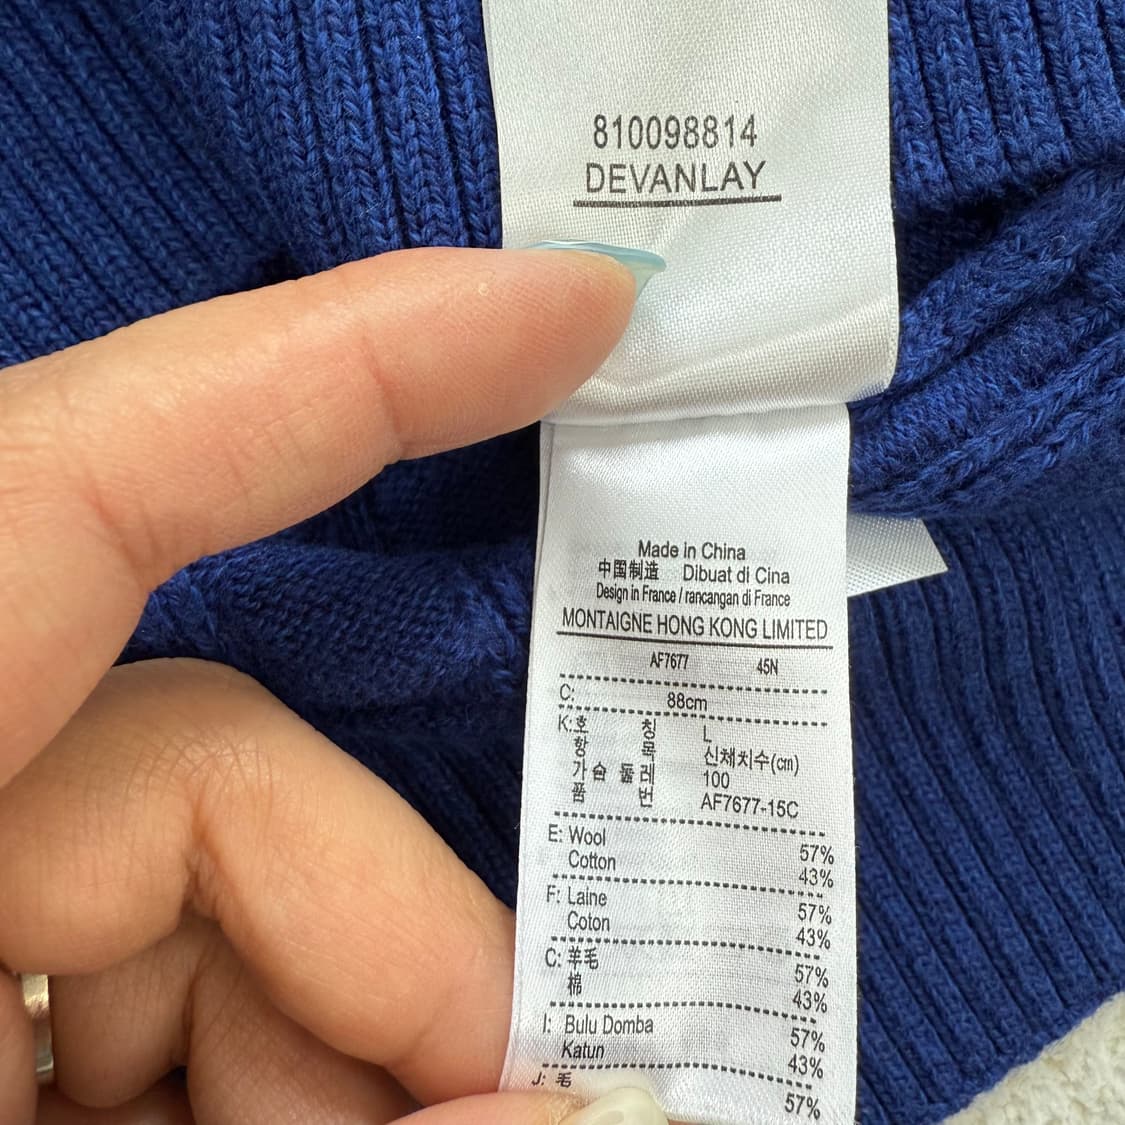 810098814
DEVANLAY
Made in China
中国制造 Dibuat di Cina
Design in France / rancangan di France
MONTAIGNE HONG KONG LIMITED
AF7677 45N
C: 88cm
K:호 칭 L
항 목 신체치수(cm)
가슴 둘레 100
품 번 AF7677-15C
E: Wool 57%
Cotton 43%
F: Laine 57%
Coton 43%
C: 羊毛 57%
棉 43%
I: Bulu Domba 57%
Katun 43%
J: 毛 57%